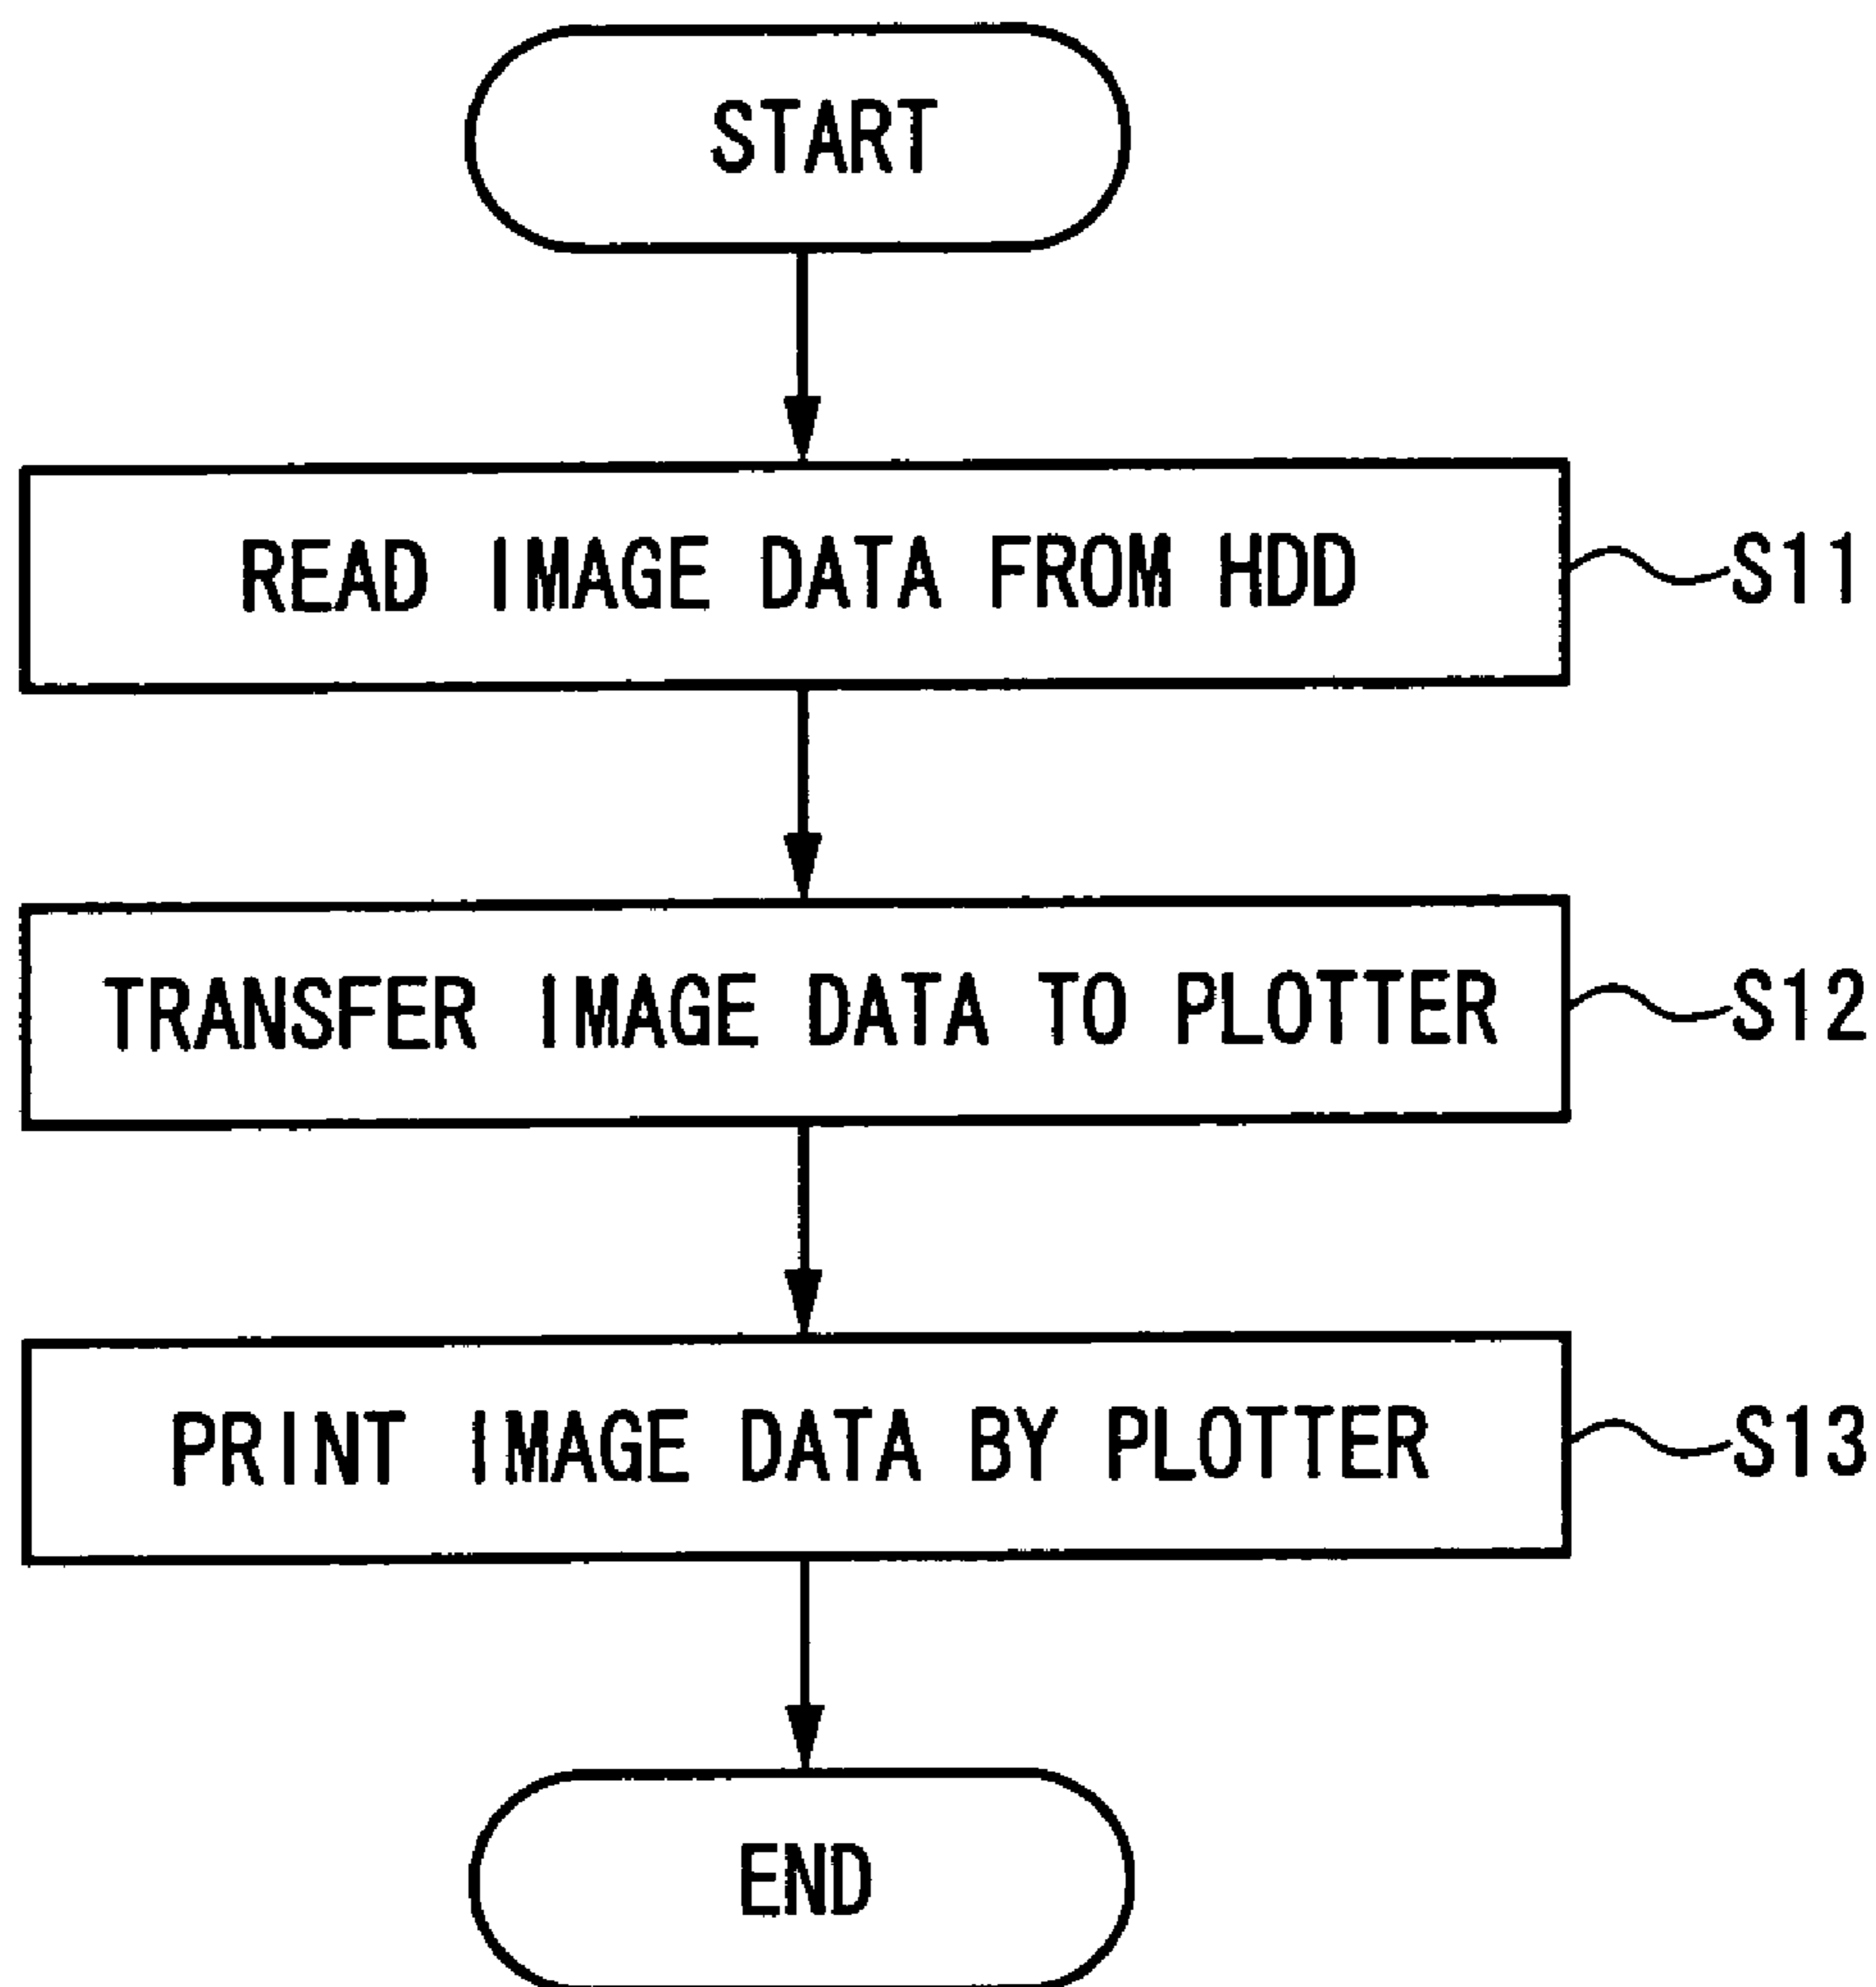 START
READ IMAGE DATA FROM HDD
S11
TRANSFER IMAGE DATA TO PLOTTER
S12
PRINT IMAGE DATA BY PLOTTER
S13
END